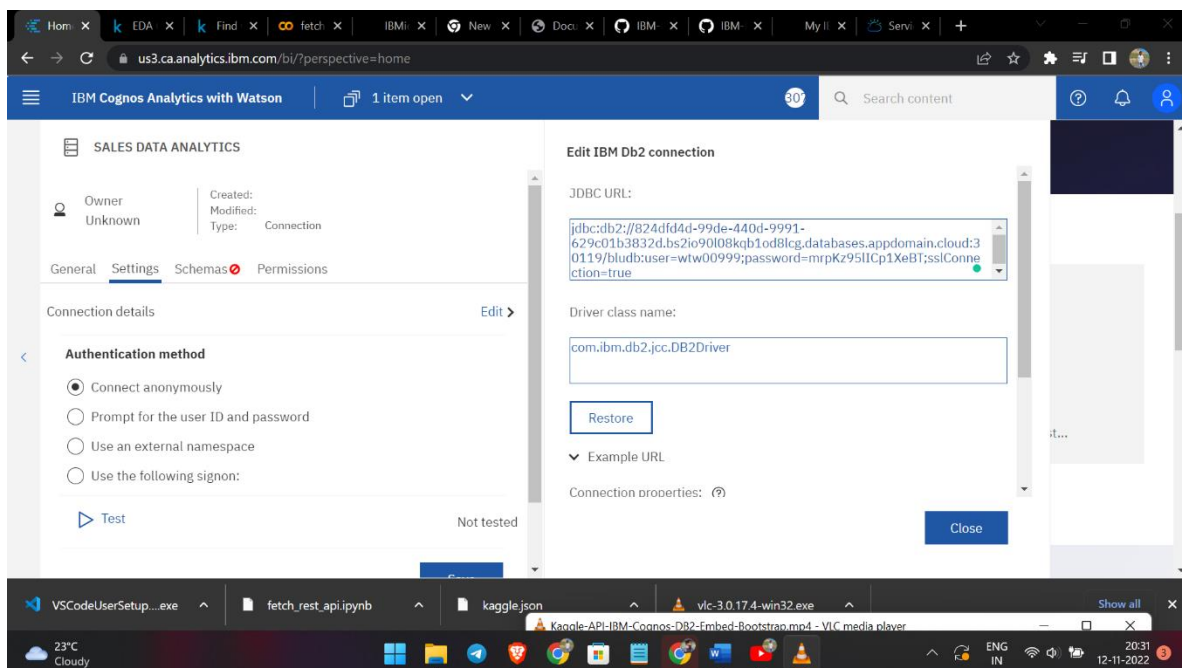 Hom
EDA
Find
fetch
IBMi
New
Docu
IBM-
IBM-
My I
Servi
us3.ca.analytics.ibm.com/bi/?perspective=home
IBM Cognos Analytics with Watson
1 item open
307
Search content
SALES DATA ANALYTICS
Owner
Unknown
Created:
Modified:
Type: Connection
General Settings Schemas Permissions
Connection details
Edit
Authentication method
Connect anonymously
Prompt for the user ID and password
Use an external namespace
Use the following signon:
Test
Not tested
Save
Edit IBM Db2 connection
JDBC URL:
jdbc:db2://824dfd4d-99de-440d-9991-
629c01b3832d.bs2io90l08kqb1od8lcg.databases.appdomain.cloud:3
0119/bludb:user=wtw00999;password=mrpKz95lICp1XeBT;sslConne
ction=true
Driver class name:
com.ibm.db2.jcc.DB2Driver
Restore
Example URL
Connection properties:
Close
st...
VSCodeUserSetup....exe
fetch_rest_api.ipynb
kaggle.json
vlc-3.0.17.4-win32.exe
Show all
Kaggle-API-IBM-Cognos-DB2-Embed-Bootstrap.mp4 - VLC media player
23°C
Cloudy
ENG
IN
20:31
12-11-2022
3